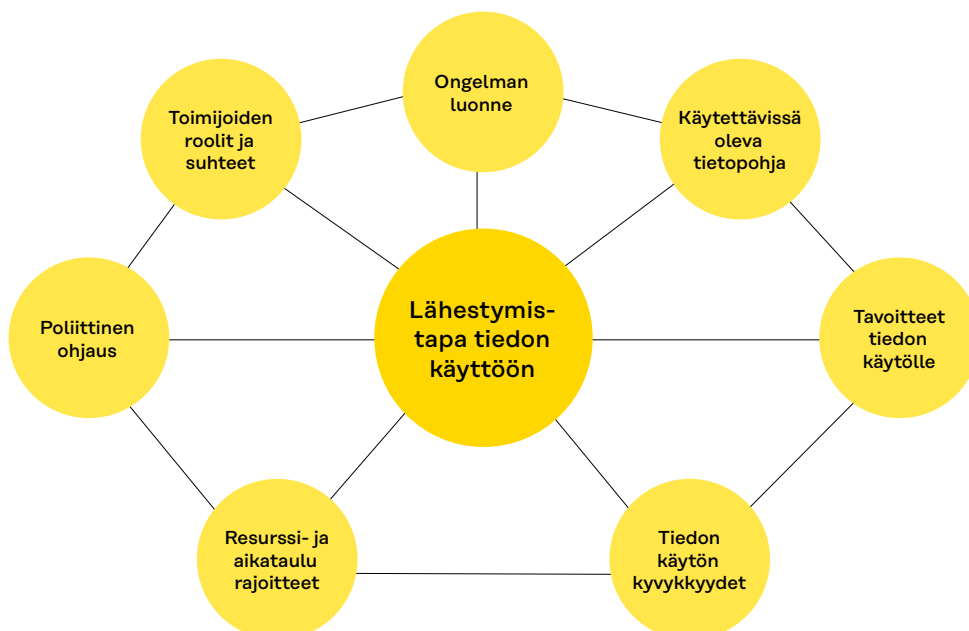 Ongelman
luonne
Toimijoiden
roolit ja
suhteet
Käytettävissä
oleva
tietopohja
Lähestymis-
tapa tiedon
käyttöön
Poliittinen
ohjaus
Tavoitteet
tiedon
käytölle
Resurssi- ja
aikataulu
rajoitteet
Tiedon
käytön
kyvykkyydet